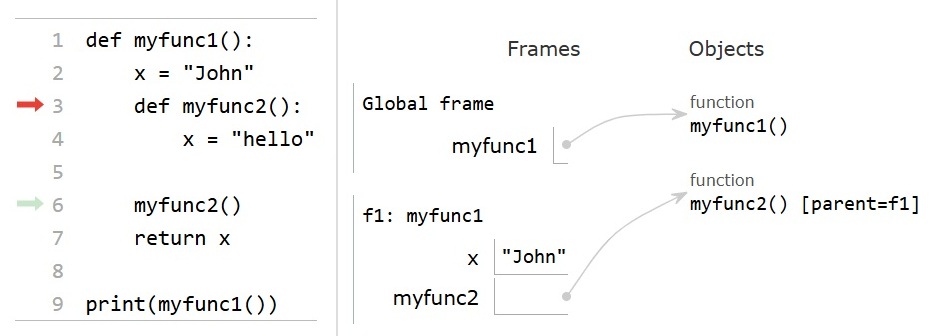 1 def myfunc1():
2     x = "John"
3     def myfunc2():
4         x = "hello"
5
6     myfunc2()
7     return x
8
9 print(myfunc1())
Frames
Objects
Global frame
myfunc1
function
myfunc1()
function
myfunc2() [parent=f1]
f1: myfunc1
x "John"
myfunc2